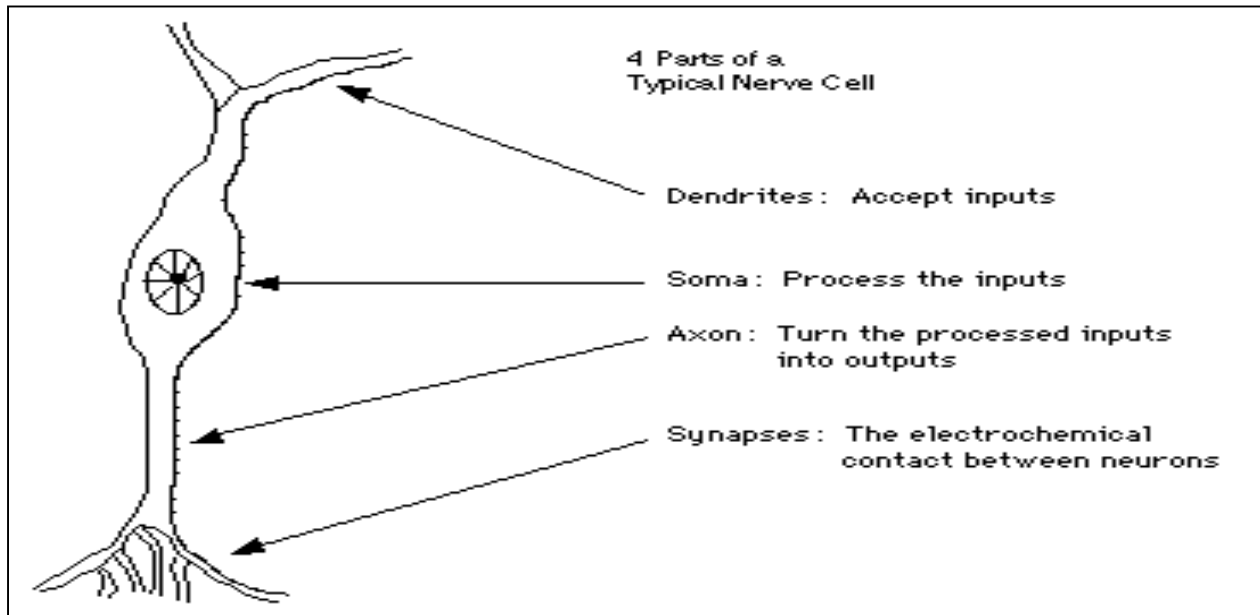 4 Parts of a
Typical Nerve Cell
Dendrites: Accept inputs
Soma: Process the inputs
Axon: Turn the processed inputs
into outputs
Synapses: The electrochemical
contact between neurons